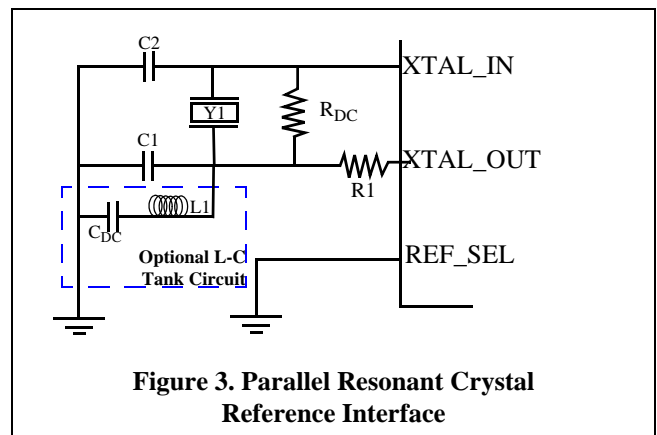 C2
XTAL_IN
Y1
RDC
C1
XTAL_OUT
R1
L1
CDC
Optional L-C
Tank Circuit
REF_SEL
Figure 3. Parallel Resonant Crystal
Reference Interface